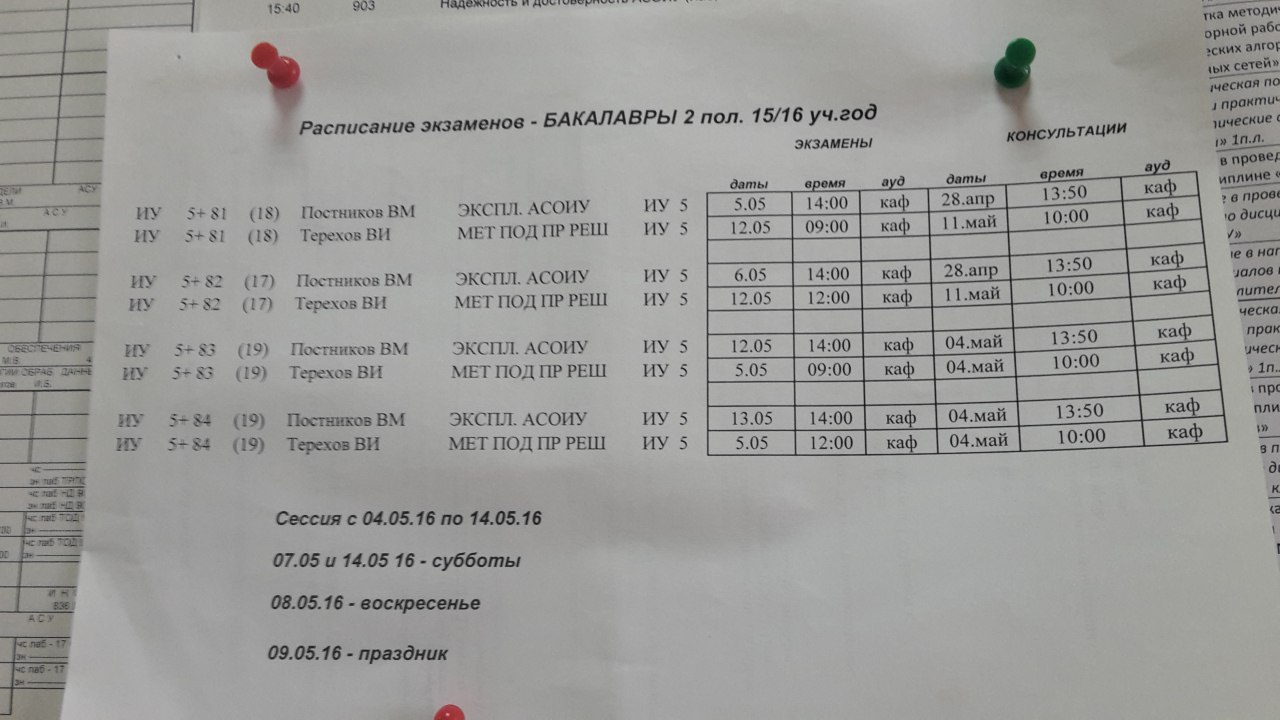 15:40 903 Надежность и достоверность АСОИУ
Расписание экзаменов - БАКАЛАВРЫ 2 пол. 15/16 уч.год
ЭКЗАМЕНЫ КОНСУЛЬТАЦИИ
даты время ауд даты время ауд
ИУ 5+ 81 (18) Постников ВМ ЭКСПЛ. АСОИУ ИУ 5 5.05 14:00 каф 28.апр 13:50 каф
ИУ 5+ 81 (18) Терехов ВИ МЕТ ПОД ПР РЕШ ИУ 5 12.05 09:00 каф 11.май 10:00 каф
ИУ 5+ 82 (17) Постников ВМ ЭКСПЛ. АСОИУ ИУ 5 6.05 14:00 каф 28.апр 13:50 каф
ИУ 5+ 82 (17) Терехов ВИ МЕТ ПОД ПР РЕШ ИУ 5 12.05 12:00 каф 11.май 10:00 каф
ИУ 5+ 83 (19) Постников ВМ ЭКСПЛ. АСОИУ ИУ 5 12.05 14:00 каф 04.май 13:50 каф
ИУ 5+ 83 (19) Терехов ВИ МЕТ ПОД ПР РЕШ ИУ 5 5.05 09:00 каф 04.май 10:00 каф
ИУ 5+ 84 (19) Постников ВМ ЭКСПЛ. АСОИУ ИУ 5 13.05 14:00 каф 04.май 13:50 каф
ИУ 5+ 84 (19) Терехов ВИ МЕТ ПОД ПР РЕШ ИУ 5 5.05 12:00 каф 04.май 10:00 каф
Сессия с 04.05.16 по 14.05.16
07.05 и 14.05 16 - субботы
08.05.16 - воскресенье
09.05.16 - праздник